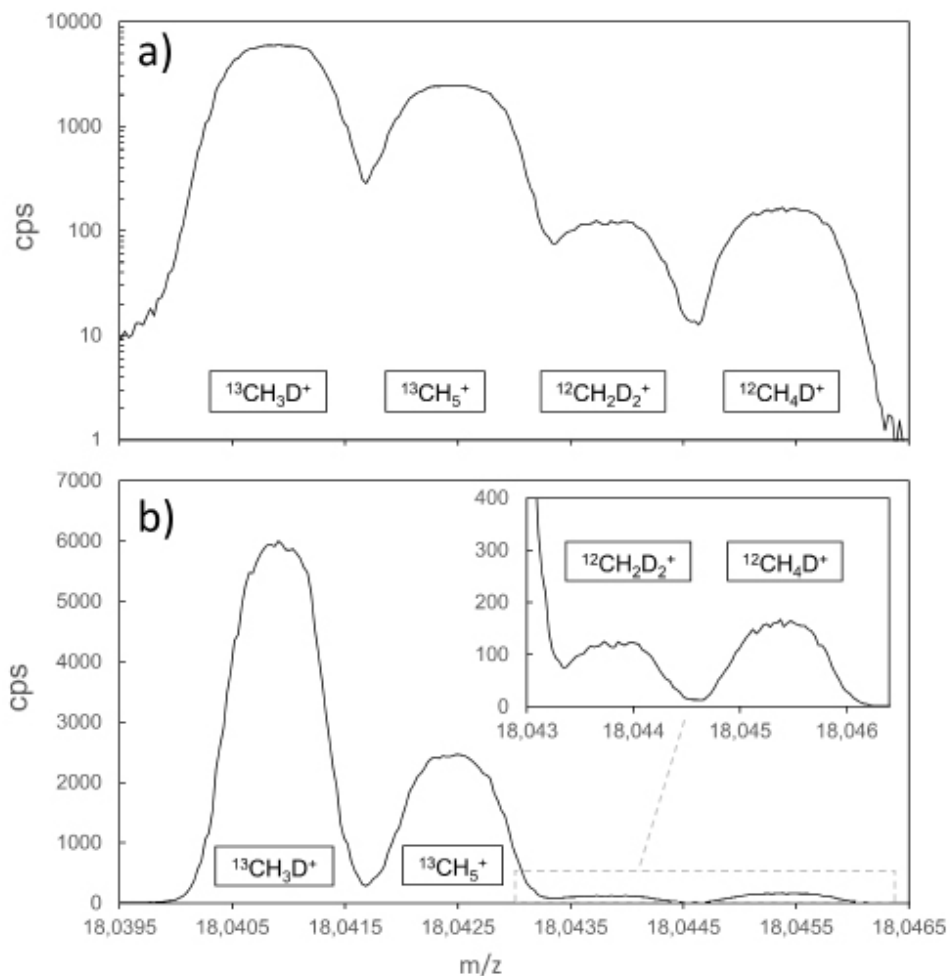 a)
10000
1000
100
10
1
cps
¹³CH₃D⁺ ¹³CH₅⁺ ¹²CH₂D₂⁺ ¹²CH₄D⁺
b)
7000
6000
5000
4000
3000
2000
1000
0
cps
¹³CH₃D⁺ ¹³CH₅⁺
400
300
200
100
0
¹²CH₂D₂⁺ ¹²CH₄D⁺
18,043 18,044 18,045 18,046
18,0395 18,0405 18,0415 18,0425 18,0435 18,0445 18,0455 18,0465
m/z